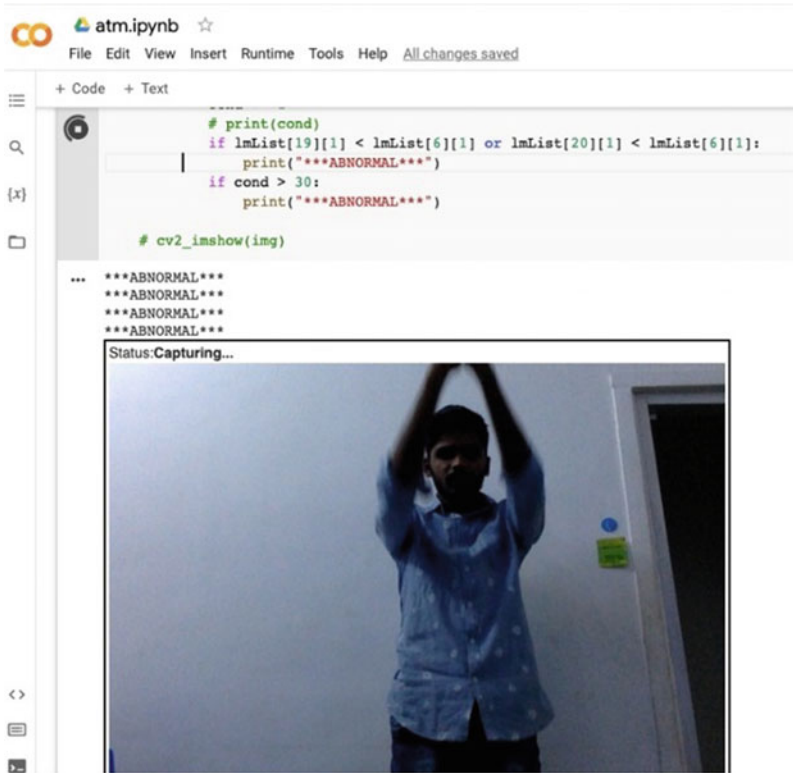 atm.ipynb
File Edit View Insert Runtime Tools Help All changes saved
+ Code + Text
# print(cond)
if lmList[19][1] < lmList[6][1] or lmList[20][1] < lmList[6][1]:
print("***ABNORMAL***")
if cond > 30:
print("***ABNORMAL***")
# cv2_imshow(img)
{x}
***ABNORMAL***
***ABNORMAL***
***ABNORMAL***
***ABNORMAL***
Status:Capturing...